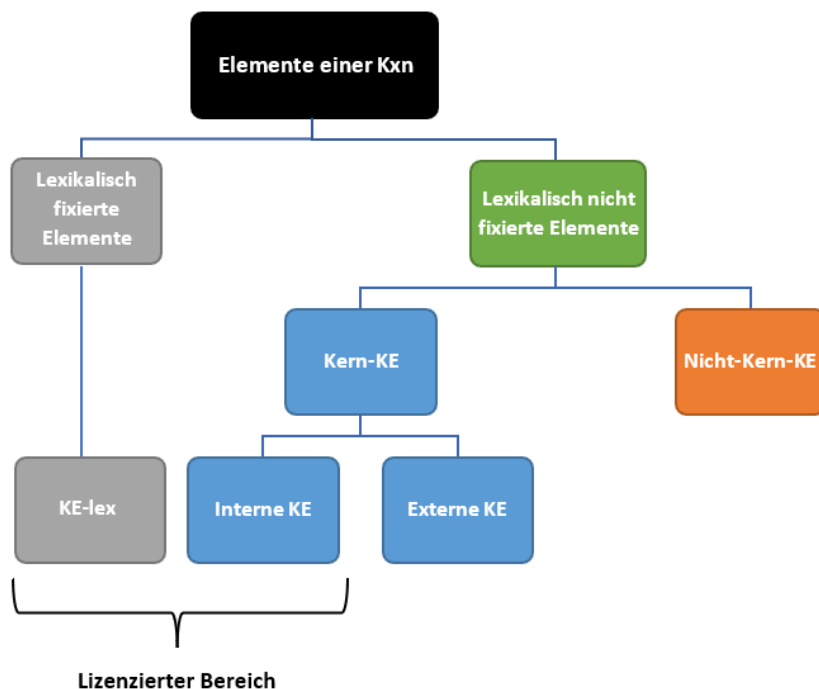 Elemente einer Kxn
Lexikalisch
fixierte
Elemente
Lexikalisch nicht
fixierte Elemente
Kern-KE
Nicht-Kern-KE
KE-lex
Interne KE
Externe KE
Lizenzierter Bereich